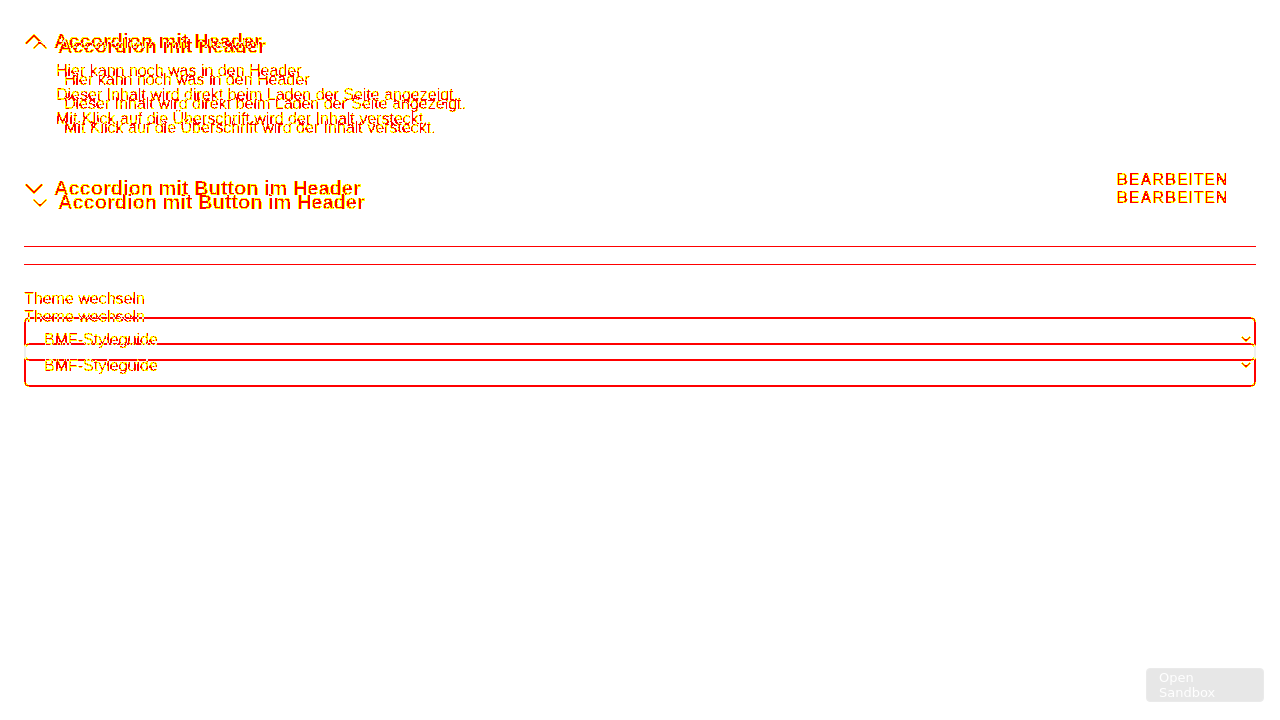 Accordion mit Header
Accordion mit Header
Hier kann noch was in den Header
Hier kann noch was in den Header
Dieser Inhalt wird direkt beim Laden der Seite angezeigt.
Dieser Inhalt wird direkt beim Laden der Seite angezeigt.
Mit Klick auf die Überschrift wird der Inhalt versteckt.
Mit Klick auf die Überschrift wird der Inhalt versteckt.
BEARBEITEN
Accordion mit Button im Header
BEARBEITEN
Accordion mit Button im Header
Theme wechseln
Theme wechseln
BMF-Styleguide
BMF-Styleguide
Open
Sandbox